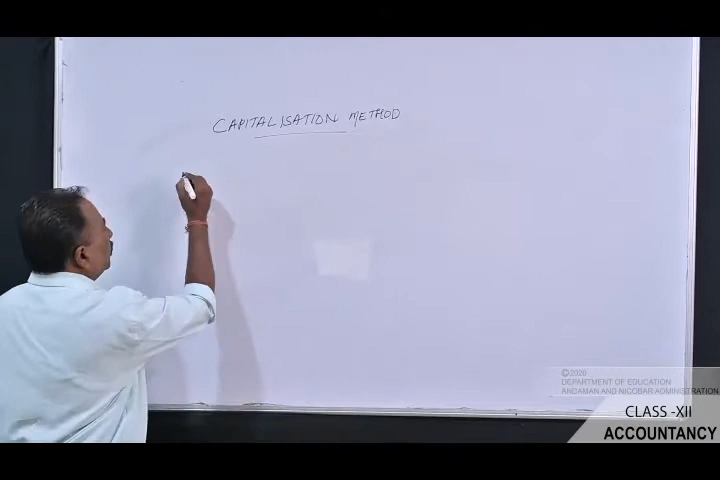 CAPITALISATION METHOD
©2020
DEPARTMENT OF EDUCATION
ANDAMAN AND NICOBAR ADMINISTRATION
CLASS -XII
ACCOUNTANCY